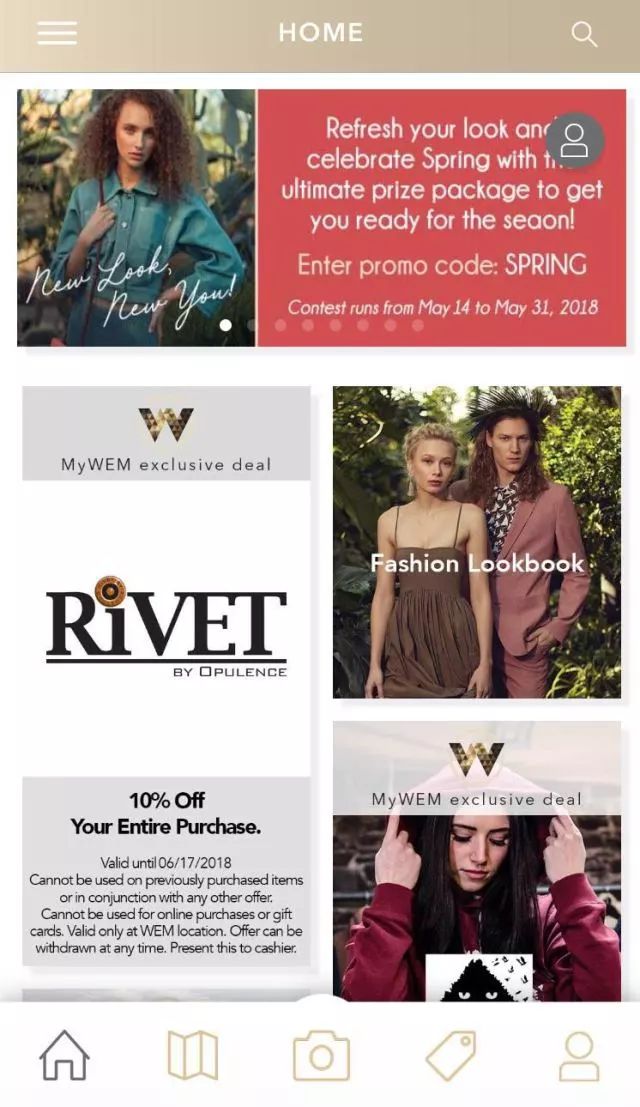 HOME
Refresh your look and
celebrate Spring with
ultimate prize package to get
you ready for the seaon!
Enter promo code: SPRING
Contest runs from May 14 to May 31, 2018
New Look,
New You!
W
MyWEM exclusive deal
RiVET
BY OPULENCE
10% Off
Your Entire Purchase.
Valid until 06/17/2018
Cannot be used on previously purchased items
or in conjunction with any other offer.
Cannot be used for online purchases or gift
cards. Valid only at WEM location. Offer can be
withdrawn at any time. Present this to cashier.
Fashion Lookbook
W
MyWEM exclusive deal